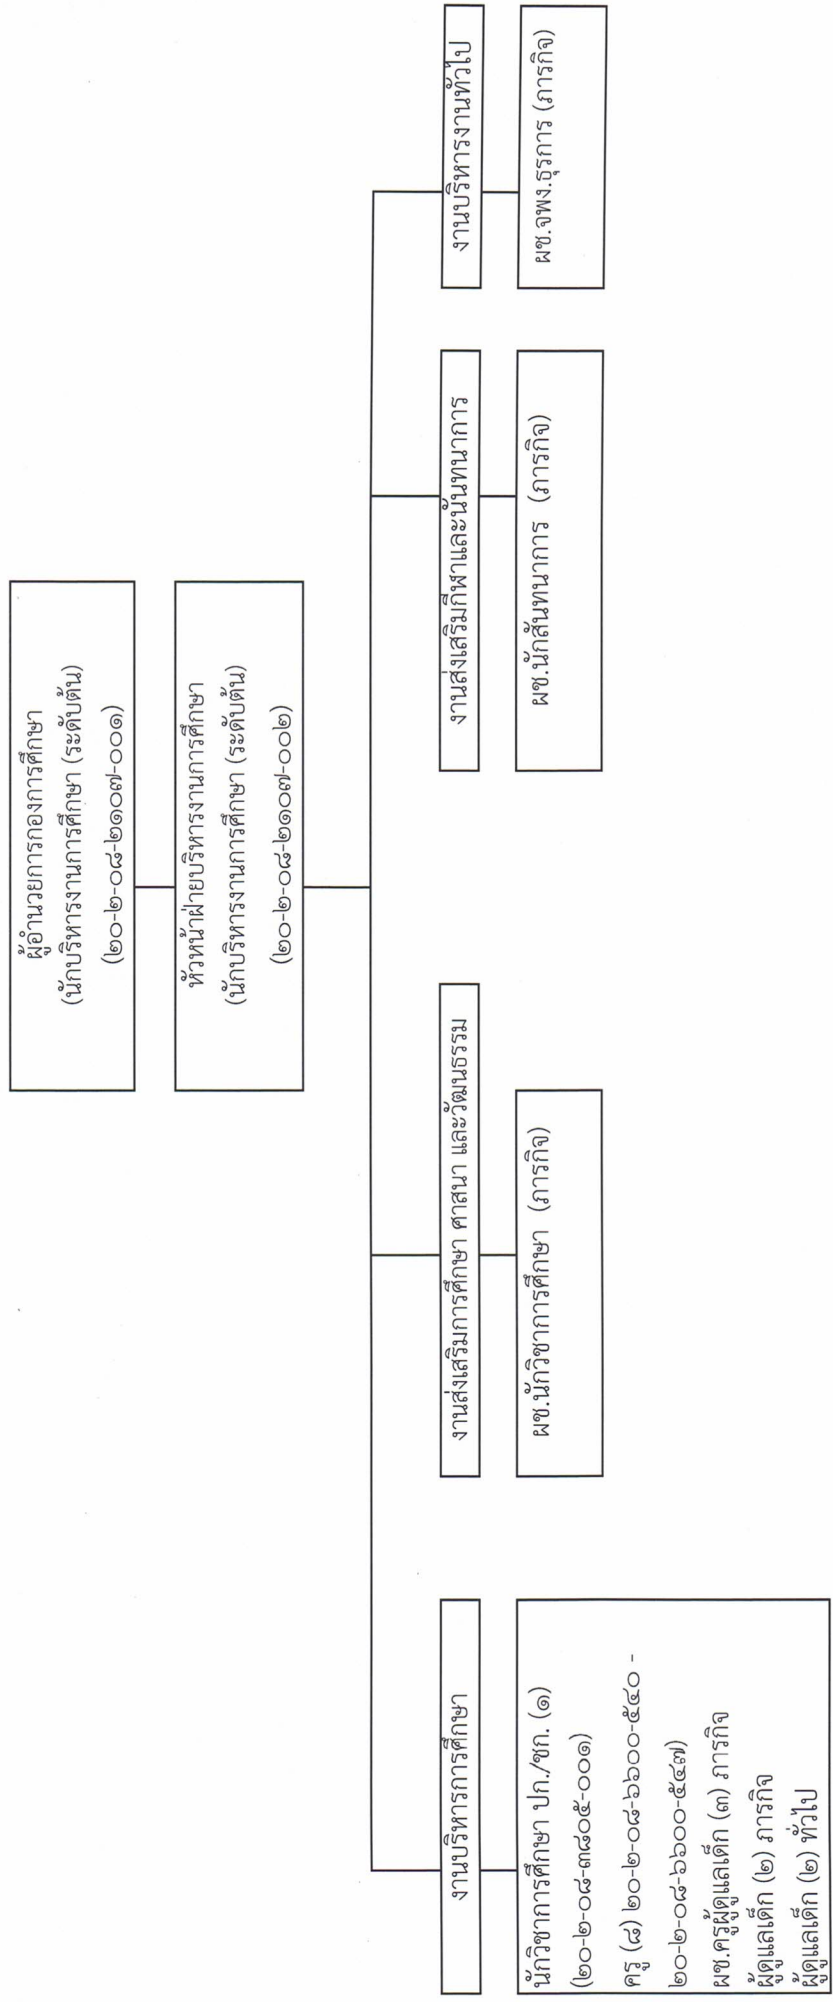 ผู้อำนวยการกองการศึกษา
(นักบริหารงานการศึกษา (ระดับต้น)
(๒๐-๒-๐๘-๒๑๐๗-๐๐๑)
หัวหน้าฝ่ายบริหารงานการศึกษา
(นักบริหารงานการศึกษา (ระดับต้น)
(๒๐-๒-๐๘-๒๑๐๗-๐๐๒)
งานบริหารการศึกษา
นักวิชาการศึกษา ปก./ชก. (๑)
(๒๐-๒-๐๘-๓๘๐๕-๐๐๑)
ครู (๘) ๒๐-๒-๐๘-๖๖๐๐-๕๔๐ -
๒๐-๒-๐๘-๖๖๐๐-๕๔๗)
ผช.ครูผู้ดูแลเด็ก (๓) ภารกิจ
ผู้ดูแลเด็ก (๒) ภารกิจ
ผู้ดูแลเด็ก (๒) ทั่วไป
งานส่งเสริมการศึกษา ศาสนา และวัฒนธรรม
ผช.นักวิชาการศึกษา (ภารกิจ)
งานส่งเสริมกีฬาและนันทนาการ
ผช.นักสันทนาการ (ภารกิจ)
งานบริหารงานทั่วไป
ผช.จพง.ธุรการ (ภารกิจ)